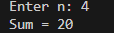 Enter n: 4
Sum = 20